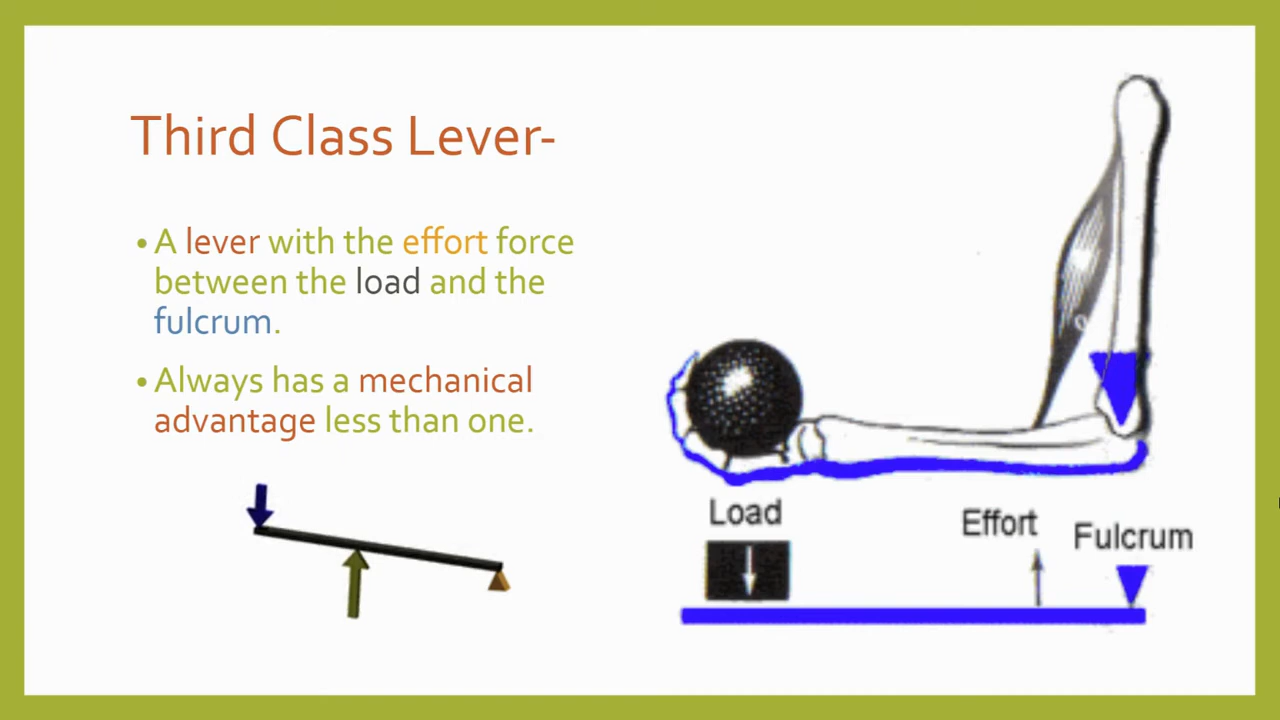 Third Class Lever-
• A lever with the effort force
between the load and the
fulcrum.
• Always has a mechanical
advantage less than one.
Load
Effort
Fulcrum